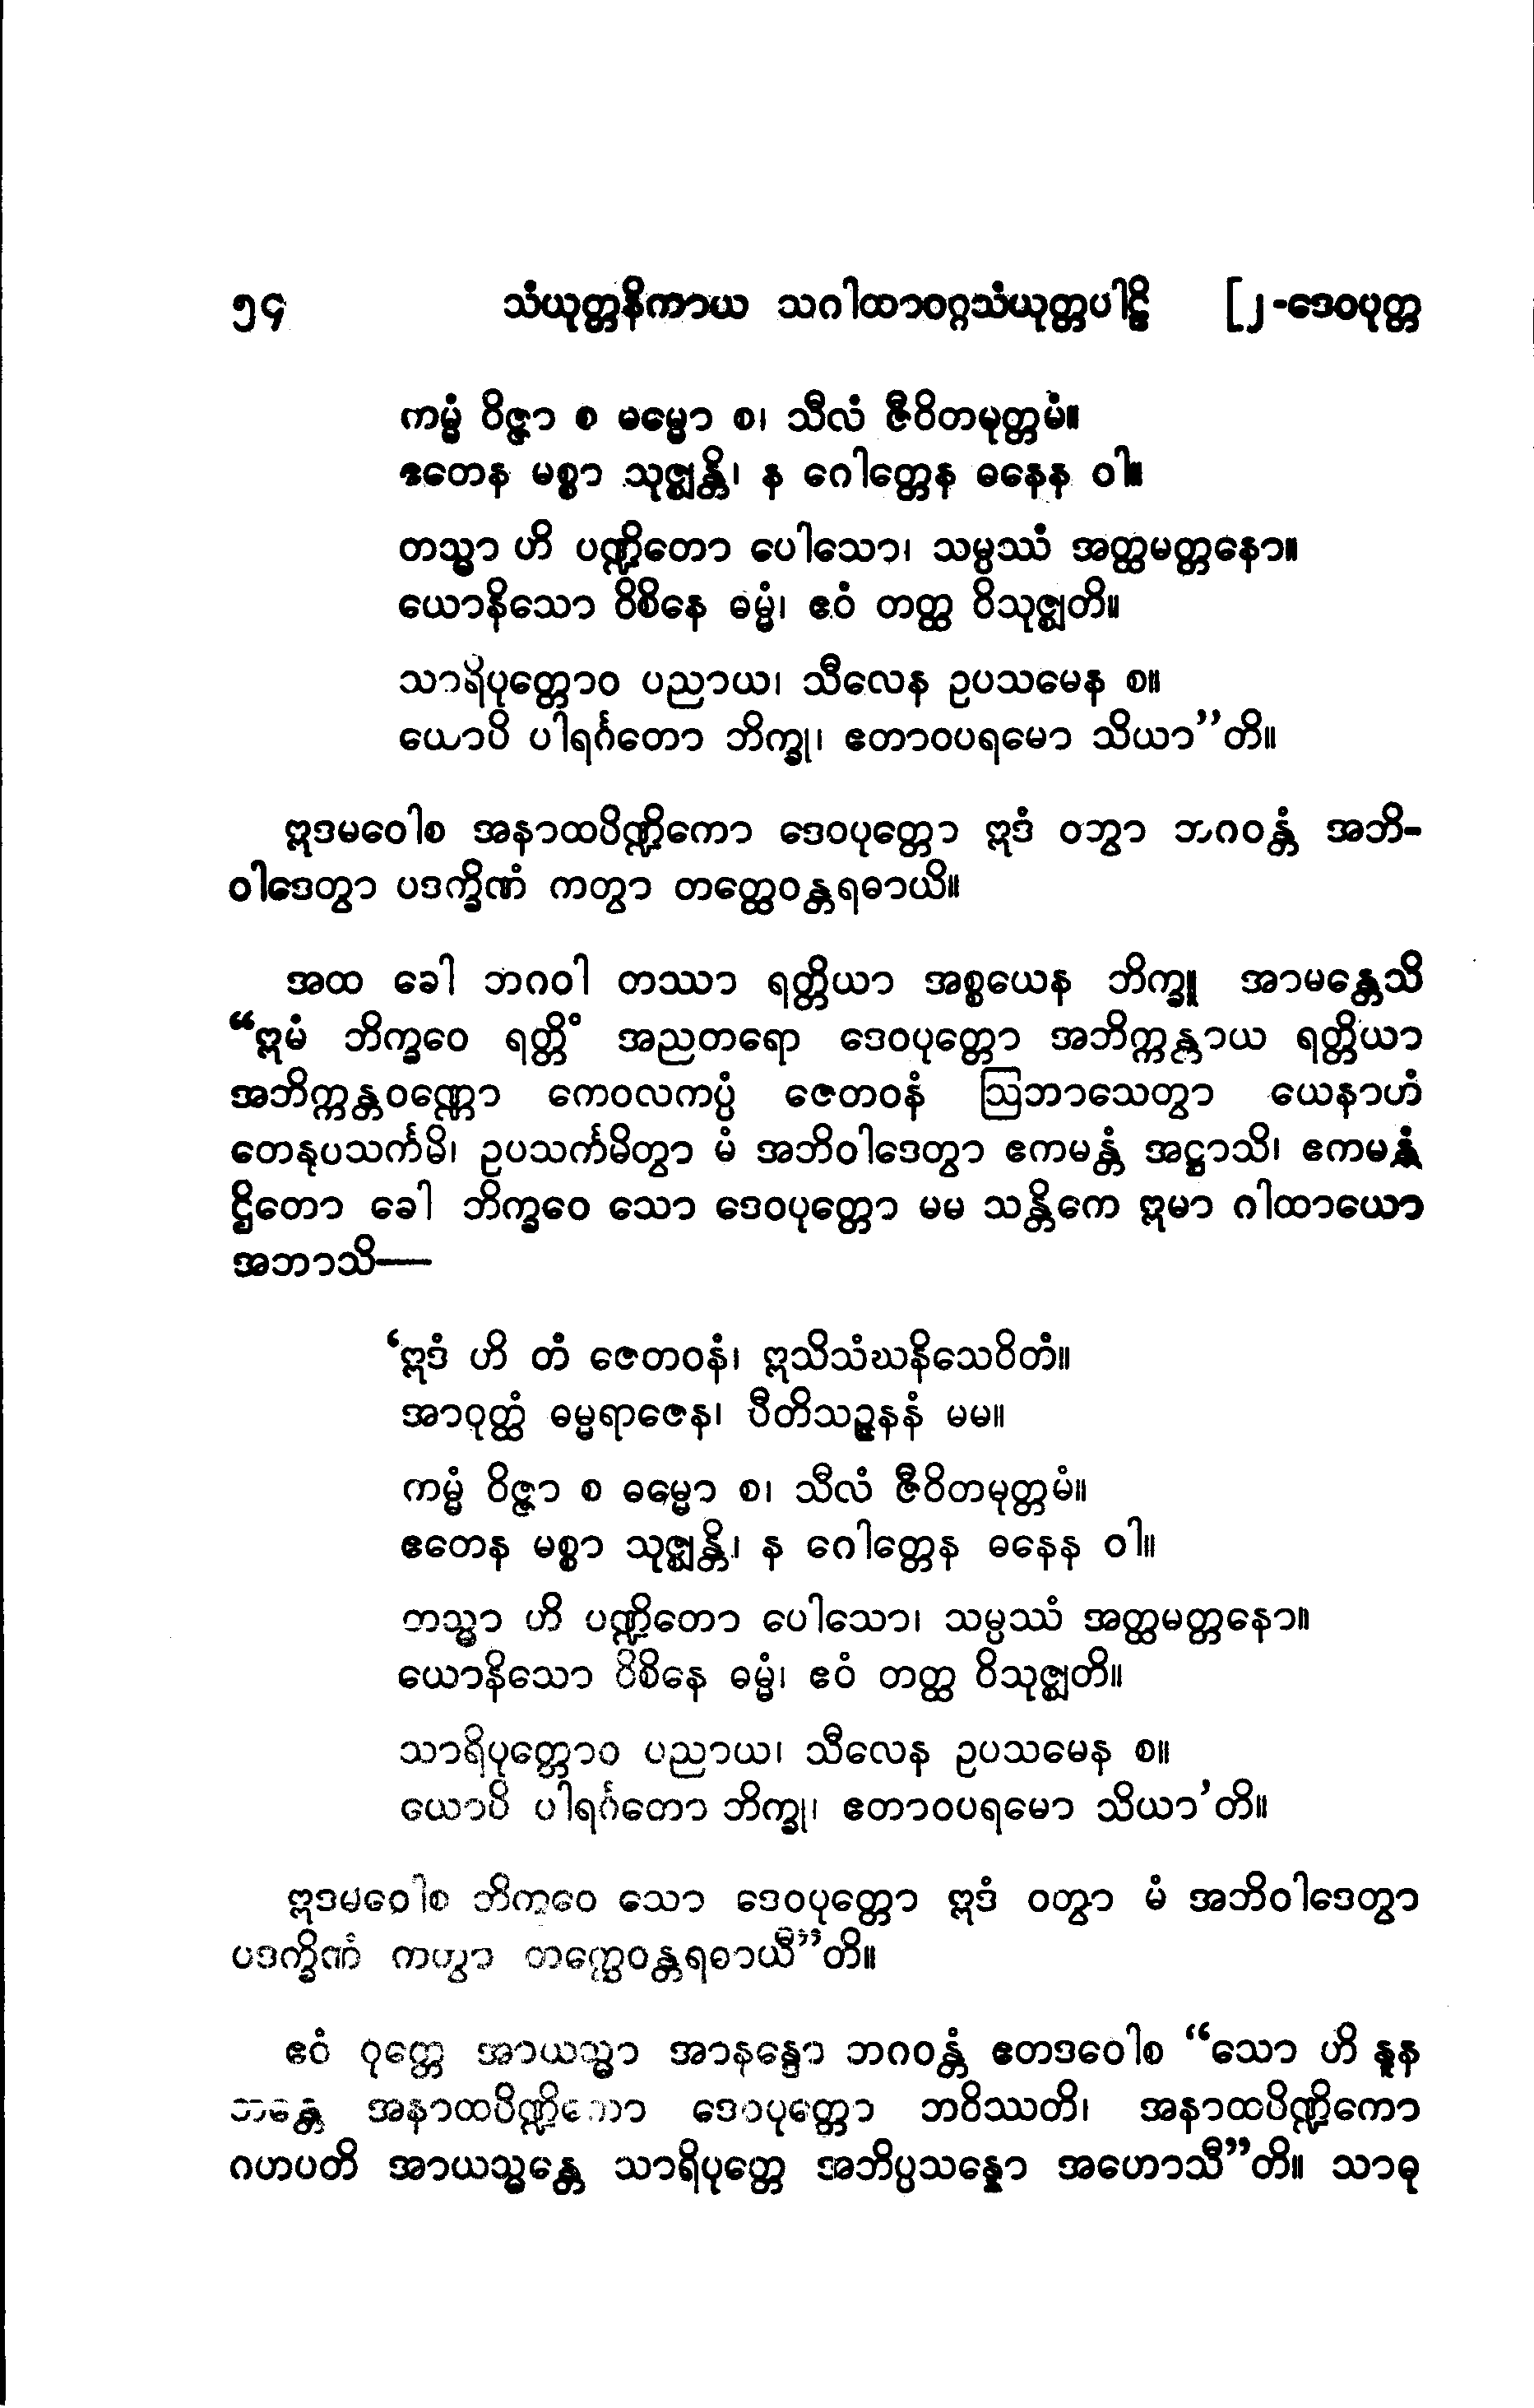 ၅၄ သံယုတ္တနိကာယ သဂါထာဝဂ္ဂသံယုတ္တပါဠိ [၂-ဒေဝပုတ္တ
ကမ္မံ ဝိဇ္ဇာ စ ဓမ္မော စ၊ သီလံ ဇီဝိတမုတ္တမံ။
ဧတေန မစ္စာ သုဇ္ဈန္တိ၊ န ဂေါတ္တေန ဓနေန ဝါ။
တသ္မာ ဟိ ပဏ္ဍိတော ပေါသော၊ သမ္ပဿံ အတ္ထမတ္တနော။
ယောနိသော ဝိစိနေ ဓမ္မံ၊ ဧဝံ တတ္ထ ဝိသုဇ္ဈတိ။
သာရိပုတ္တောဝ ပညာယ၊ သီလေန ဥပသမေန စ။
ယောပိ ပါရင်္ဂတော ဘိက္ခု၊ ဧတာဝပရမော သိယာ”တိ။
ဣဒမဝေါစ အနာထပိဏ္ဍိကော ဒေဝပုတ္တော ဣဒံ ဝတွာ ဘဂဝန္တံ အဘိ-
ဝါဒေတွာ ပဒက္ခိဏံ ကတွာ တတ္ထေဝန္တရဓာယိ။
အထ ခေါ ဘဂဝါ တဿာ ရတ္တိယာ အစ္စယေန ဘိက္ခူ အာမန္တေသိ
“ဣမံ ဘိက္ခဝေ ရတ္တိံ အညတရော ဒေဝပုတ္တော အဘိက္ကန္တာယ ရတ္တိယာ
အဘိက္ကန္တဝဏ္ဏော ကေဝလကပ္ပံ ဇေတဝနံ ဩဘာသေတွာ ယေနာဟံ
တေနုပသင်္ကမိ၊ ဥပသင်္ကမိတွာ မံ အဘိဝါဒေတွာ ဧကမန္တံ အဋ္ဌာသိ၊ ဧကမန္တံ
ဌိတော ခေါ ဘိက္ခဝေ သော ဒေဝပုတ္တော မမ သန္တိကေ ဣမာ ဂါထာယော
အဘာသိ—
‘ဣဒံ ဟိ တံ ဇေတဝနံ၊ ဣသိသံဃနိသေဝိတံ။
အာဝုတ္ထံ ဓမ္မရာဇေန၊ ပီတိသဉ္ဇနနံ မမ။
ကမ္မံ ဝိဇ္ဇာ စ ဓမ္မော စ၊ သီလံ ဇီဝိတမုတ္တမံ။
ဧတေန မစ္စာ သုဇ္ဈန္တိ၊ န ဂေါတ္တေန ဓနေန ဝါ။
တသ္မာ ဟိ ပဏ္ဍိတော ပေါသော၊ သမ္ပဿံ အတ္ထမတ္တနော။
ယောနိသော ဝိစိနေ ဓမ္မံ၊ ဧဝံ တတ္ထ ဝိသုဇ္ဈတိ။
သာရိပုတ္တောဝ ပညာယ၊ သီလေန ဥပသမေန စ။
ယောပိ ပါရင်္ဂတော ဘိက္ခု၊ ဧတာဝပရမော သိယာ’တိ။
ဣဒမဝေါစ ဘိက္ခဝေ သော ဒေဝပုတ္တော ဣဒံ ဝတွာ မံ အဘိဝါဒေတွာ
ပဒက္ခိဏံ ကတွာ တတ္ထေဝန္တရဓာယီ”တိ။
ဧဝံ ဝုတ္တေ အာယသ္မာ အာနန္ဒော ဘဂဝန္တံ ဧတဒဝေါစ “သော ဟိ နူန
ဘန္တေ အနာထပိဏ္ဍိကော ဒေဝပုတ္တော ဘဝိဿတိ၊ အနာထပိဏ္ဍိကော
ဂဟပတိ အာယသ္မန္တေ သာရိပုတ္တေ အဘိပ္ပသန္နော အဟောသီ”တိ။ သာဓု